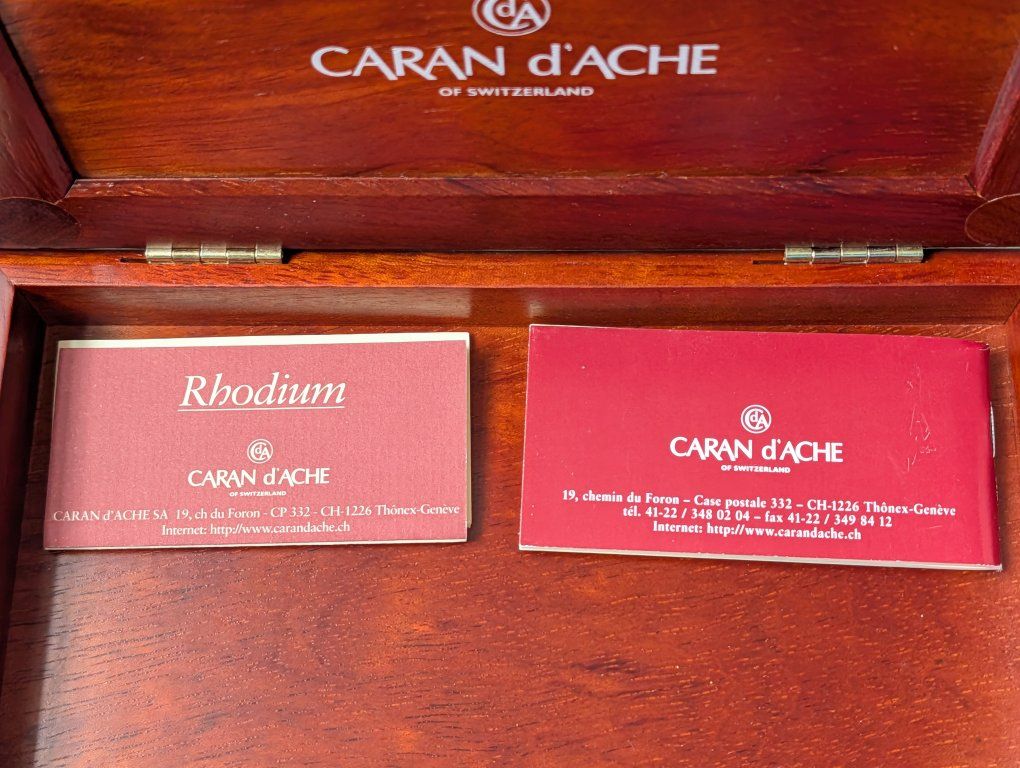 CdA
CARAN d'ACHE
OF SWITZERLAND
Rhodium
CdA
CARAN d'ACHE
OF SWITZERLAND
CARAN d'ACHE SA 19, ch du Foron - CP 332 - CH-1226 Thônex-Genève
Internet: http://www.carandache.ch
CdA
CARAN d'ACHE
OF SWITZERLAND
19, chemin du Foron – Case postale 332 – CH-1226 Thônex-Genève
tél. 41-22 / 348 02 04 – fax 41-22 / 349 84 12
Internet: http://www.carandache.ch